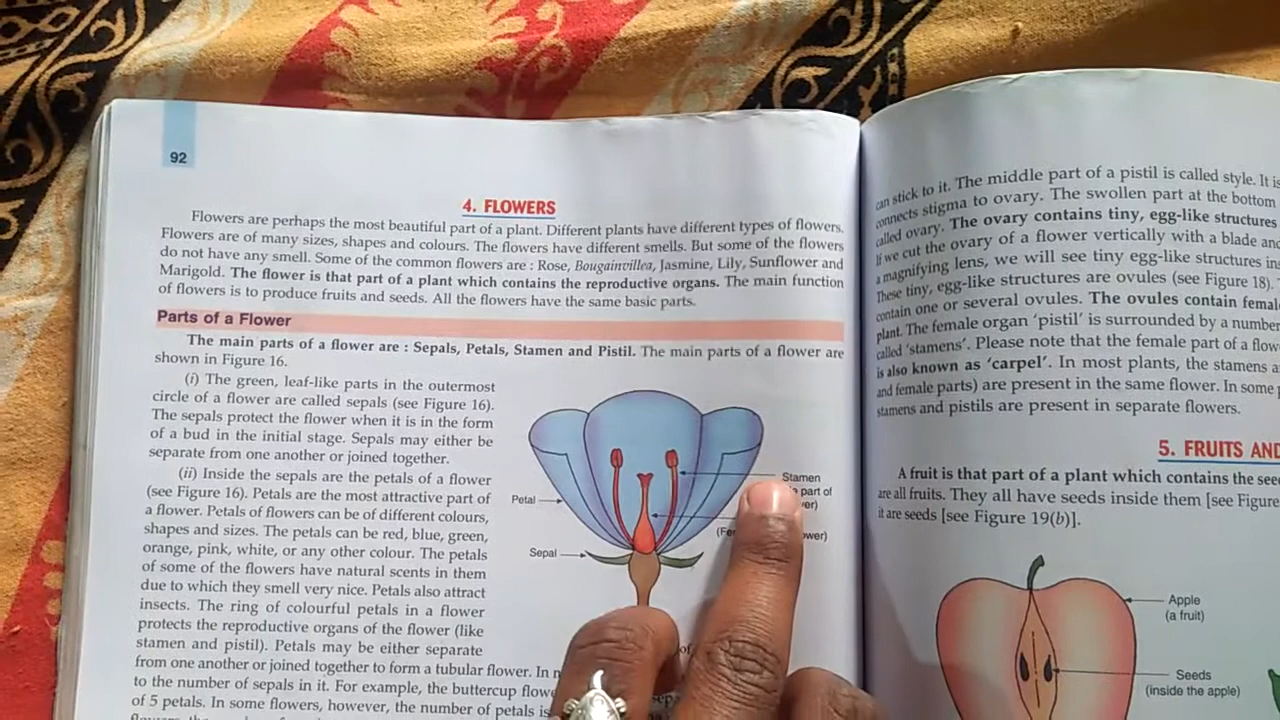 92
4. FLOWERS
Flowers are perhaps the most beautiful part of a plant. Different plants have different types of flowers.
Flowers are of many sizes, shapes and colours. The flowers have different smells. But some of the flowers
do not have any smell. Some of the common flowers are : Rose, Bougainvillea, Jasmine, Lily, Sunflower and
Marigold. The flower is that part of a plant which contains the reproductive organs. The main function
of flowers is to produce fruits and seeds. All the flowers have the same basic parts.
Parts of a Flower
The main parts of a flower are : Sepals, Petals, Stamen and Pistil. The main parts of a flower are
shown in Figure 16.
(i) The green, leaf-like parts in the outermost
circle of a flower are called sepals (see Figure 16).
The sepals protect the flower when it is in the form
of a bud in the initial stage. Sepals may either be
separate from one another or joined together.
(ii) Inside the sepals are the petals of a flower
(see Figure 16). Petals are the most attractive part of
a flower. Petals of flowers can be of different colours,
shapes and sizes. The petals can be red, blue, green,
orange, pink, white, or any other colour. The petals
of some of the flowers have natural scents in them
due to which they smell very nice. Petals also attract
insects. The ring of colourful petals in a flower
protects the reproductive organs of the flower (like
stamen and pistil). Petals may be either separate
from one another or joined together to form a tubular flower. In
to the number of sepals in it. For example, the buttercup
of 5 petals. In some flowers, however, the number of petals is
Stamen
part of
Petal
Sepal
can stick to it. The middle part of a pistil is called style. It is
connects stigma to ovary. The swollen part at the bottom
called ovary. The ovary contains tiny, egg-like structures
If we cut the ovary of a flower vertically with a blade and
a magnifying lens, we will see tiny egg-like structures
These tiny, egg-like structures are ovules (see Figure 18).
contain one or several ovules. The ovules contain
plant. The female organ 'pistil' is surrounded by a number
called 'stamens'. Please note that the female part of a
is also known as 'carpel'. In most plants, the stamens
and female parts) are present in the same flower. In some
stamens and pistils are present in separate flowers.
5. FRUITS AND
A fruit is that part of a plant which contains the
are all fruits. They all have seeds inside them [see Figure
it are seeds [see Figure 19(b)].
Apple
(a fruit)
Seeds
(inside the apple)